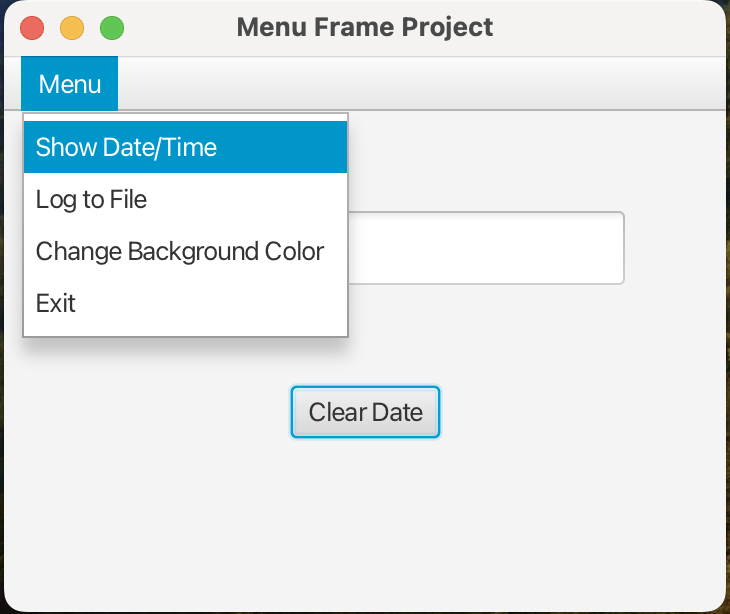 Menu Frame Project
Menu
Show Date/Time
Log to File
Change Background Color
Exit
Clear Date